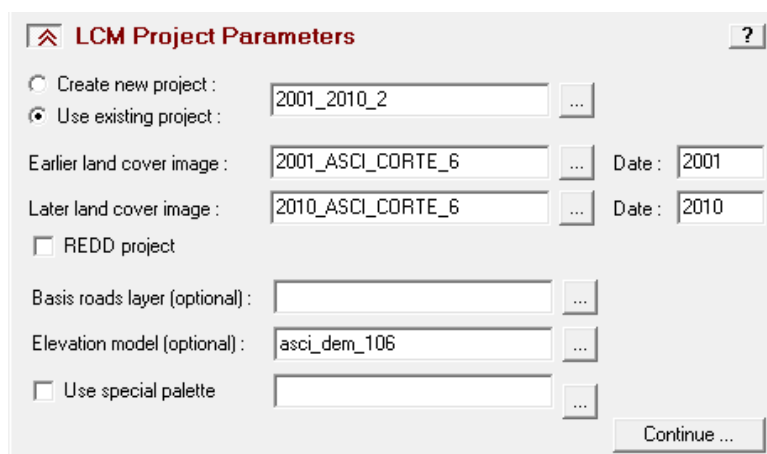 LCM Project Parameters ?
Create new project :
Use existing project :
2001_2010_2 ...
Earlier land cover image : 2001_ASCI_CORTE_6 ... Date : 2001
Later land cover image : 2010_ASCI_CORTE_6 ... Date : 2010
REDD project
Basis roads layer (optional) : ...
Elevation model (optional) : asci_dem_106 ...
Use special palette ...
Continue ...